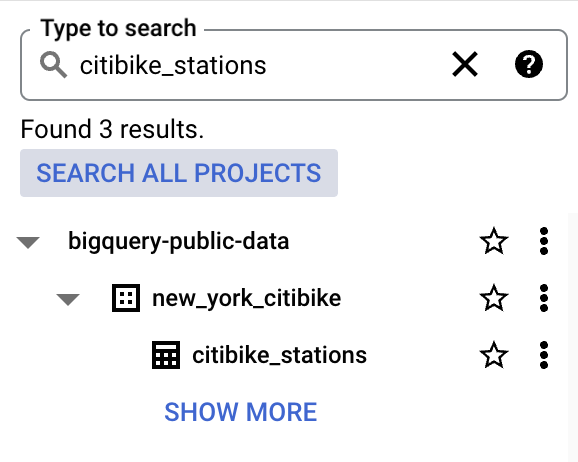 Type to search
citibike_stations
Found 3 results.
SEARCH ALL PROJECTS
bigquery-public-data
new_york_citibike
citibike_stations
SHOW MORE